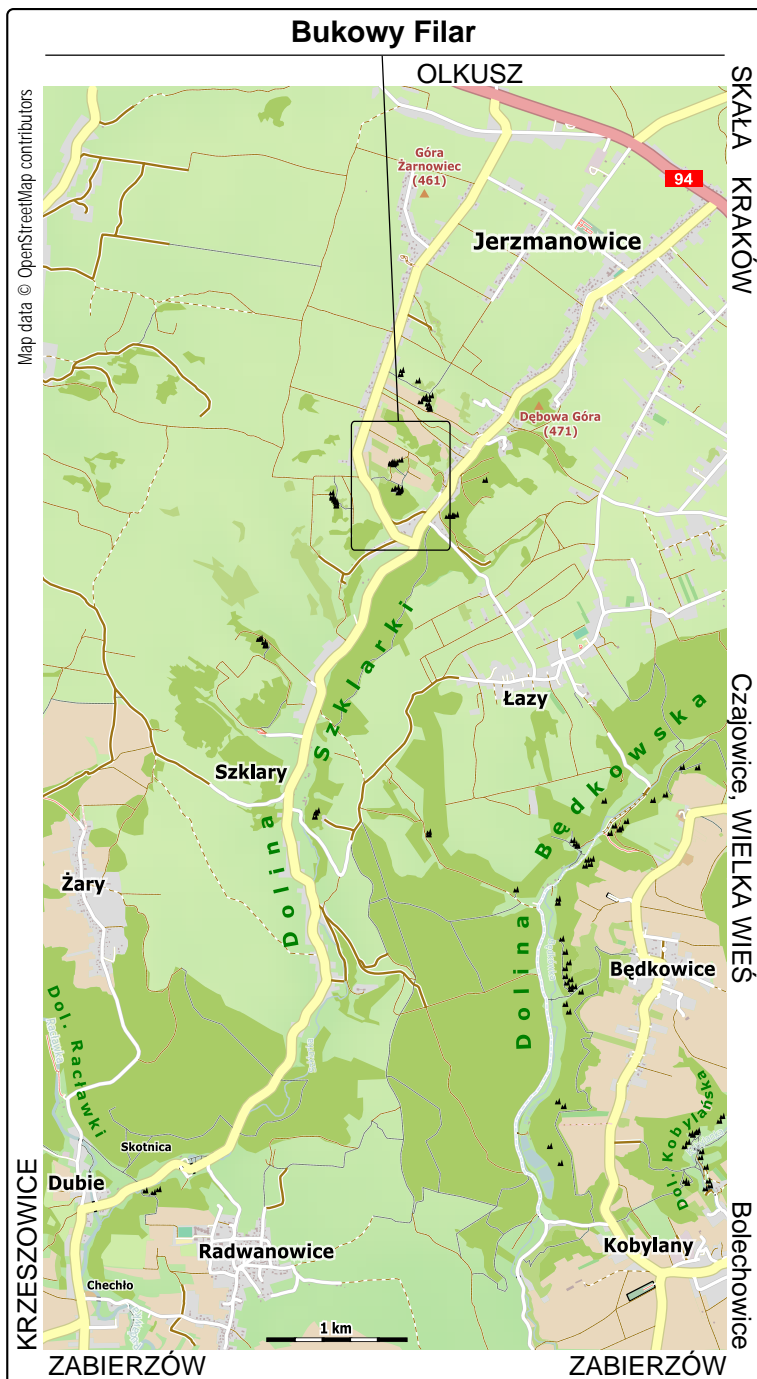 Bukowy Filar
OLKUSZ
SKAŁA KRAKÓW
Map data © OpenStreetMap contributors
Góra
Żarnowiec
(461)
94
Jerzmanowice
Dębowa Góra
(471)
Dolina Szklarki
Łazy
Szklary
Dolina Będkowska
Czajowice, WIELKA WIEŚ
Żary
Będkowice
Dol. Racławki
Racławka
Dol. Kobylańska
Skotnica
Dubie
KRZESZOWICE
Radwanowice
Kobylany
Bolechowice
Chechło
1 km
ZABIERZÓW
ZABIERZÓW